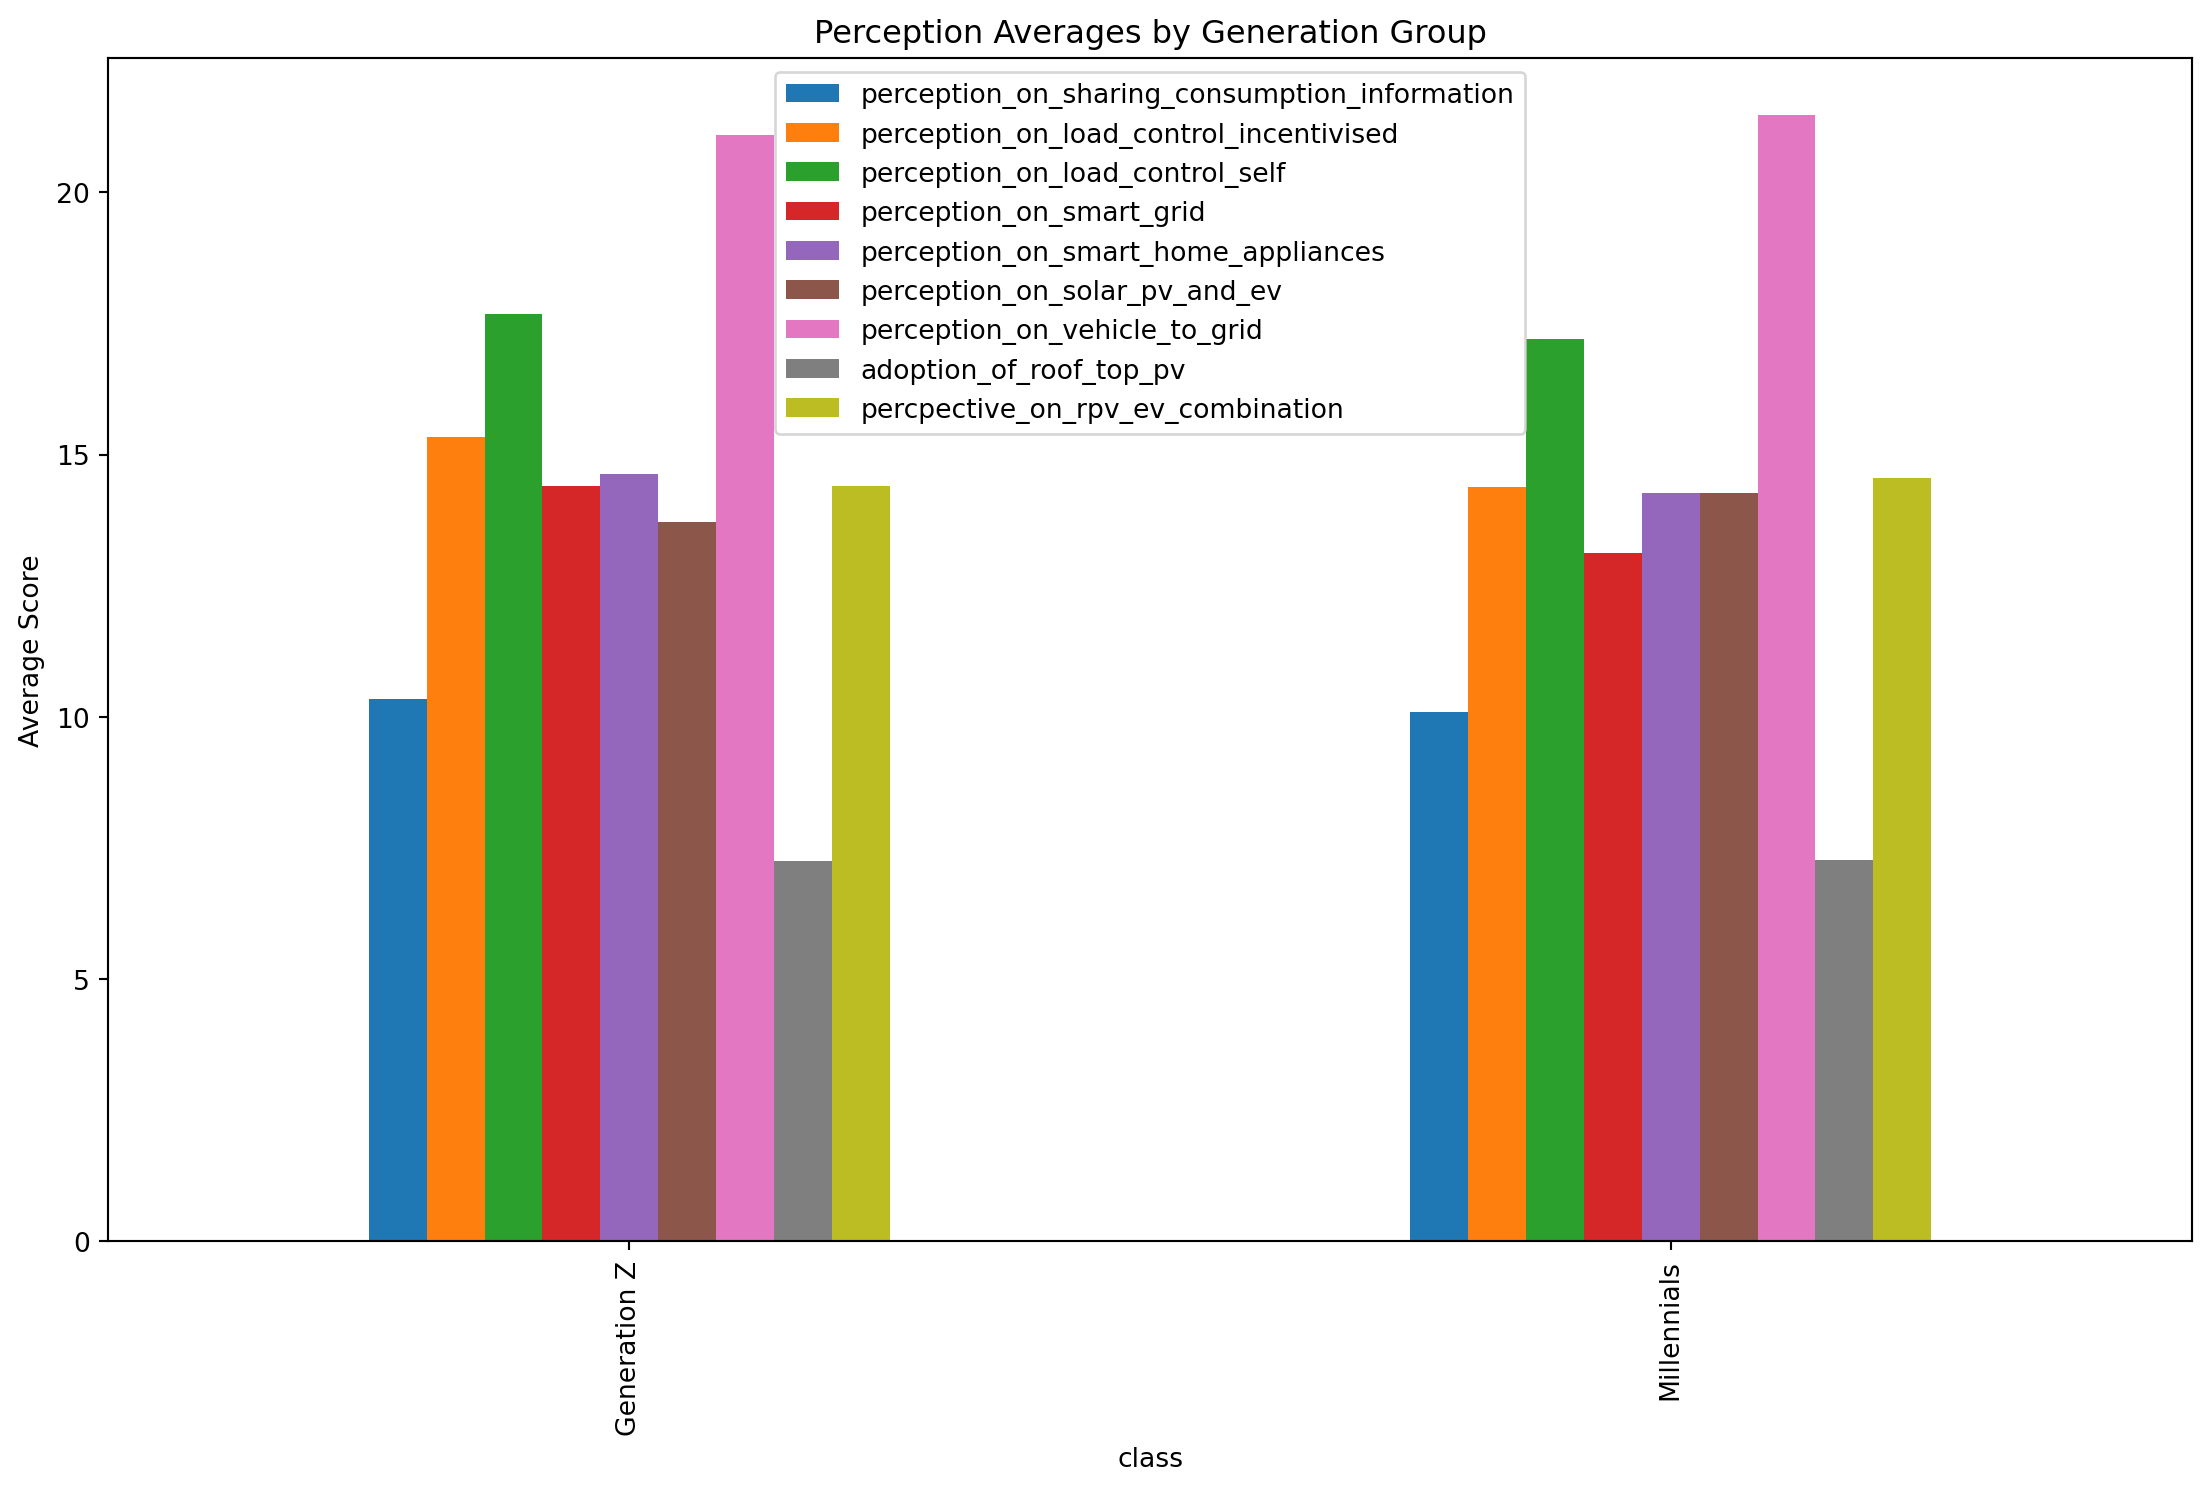 Perception Averages by Generation Group
perception_on_sharing_consumption_information
perception_on_load_control_incentivised
perception_on_load_control_self
perception_on_smart_grid
perception_on_smart_home_appliances
perception_on_solar_pv_and_ev
perception_on_vehicle_to_grid
adoption_of_roof_top_pv
percpective_on_rpv_ev_combination
Average Score
20
15
10
5
0
Generation Z
Millennials
class